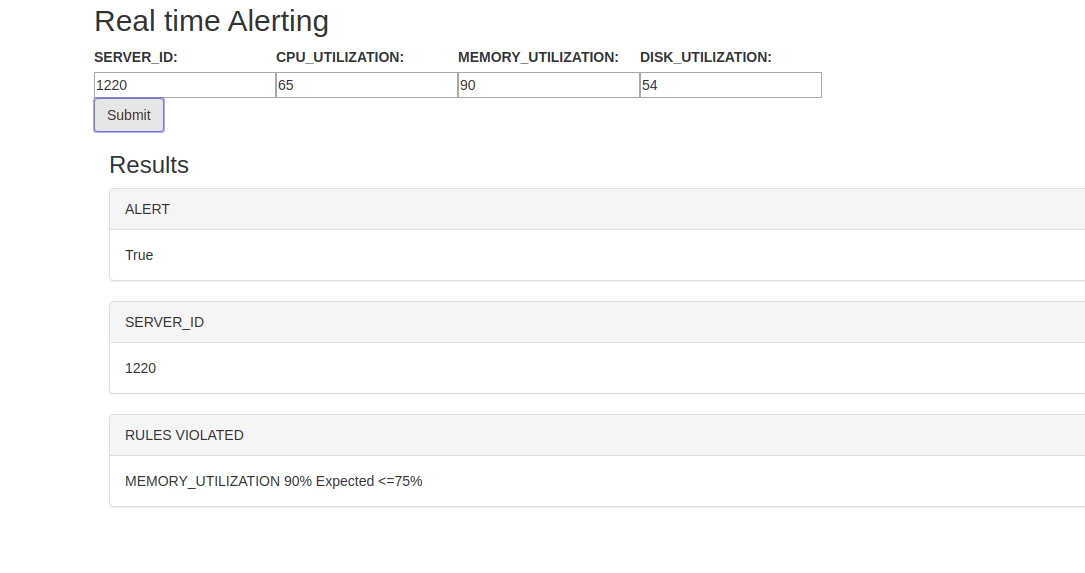 Real time Alerting
SERVER_ID: CPU_UTILIZATION: MEMORY_UTILIZATION: DISK_UTILIZATION:
1220 65 90 54
Submit
Results
ALERT
True
SERVER_ID
1220
RULES VIOLATED
MEMORY_UTILIZATION 90% Expected <=75%